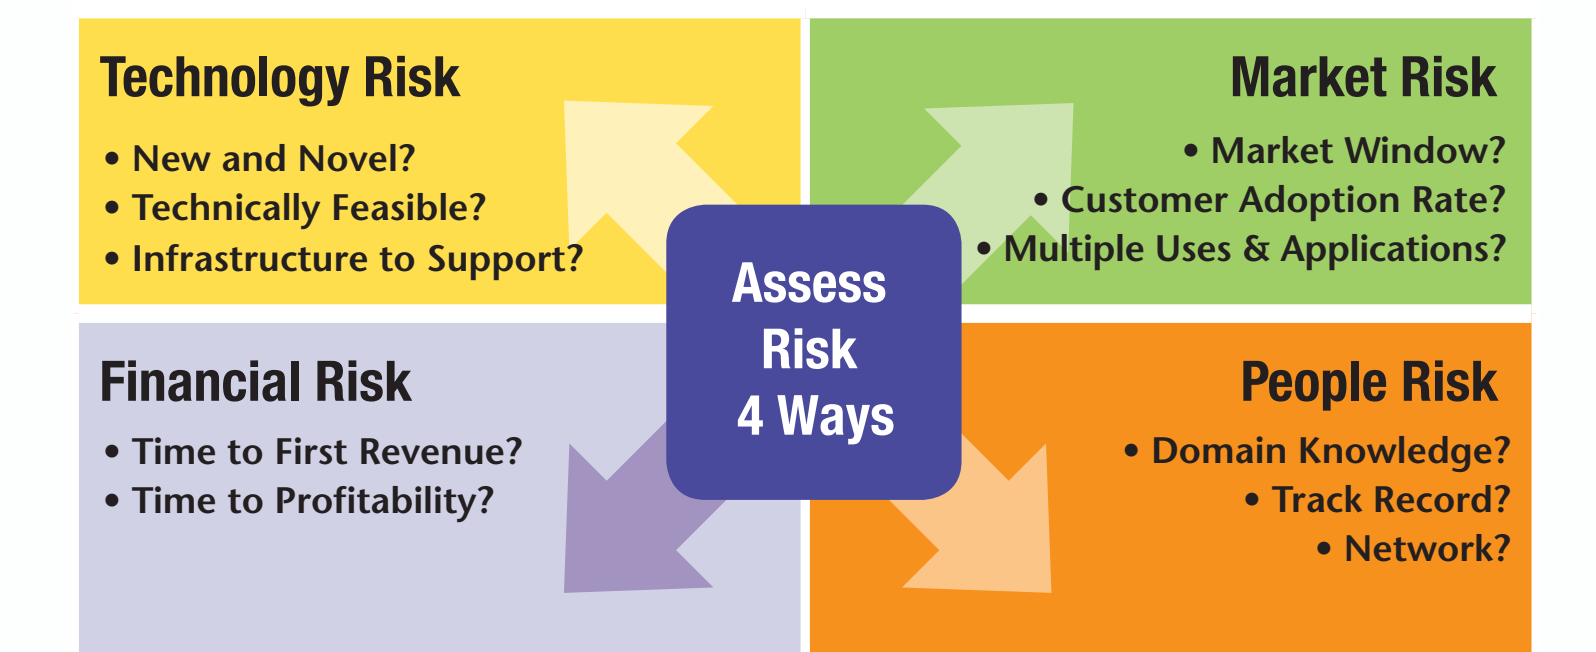 Technology Risk
• New and Novel?
• Technically Feasible?
• Infrastructure to Support?
Market Risk
• Market Window?
• Customer Adoption Rate?
• Multiple Uses & Applications?
Assess
Risk
4 Ways
Financial Risk
• Time to First Revenue?
• Time to Profitability?
People Risk
• Domain Knowledge?
• Track Record?
• Network?